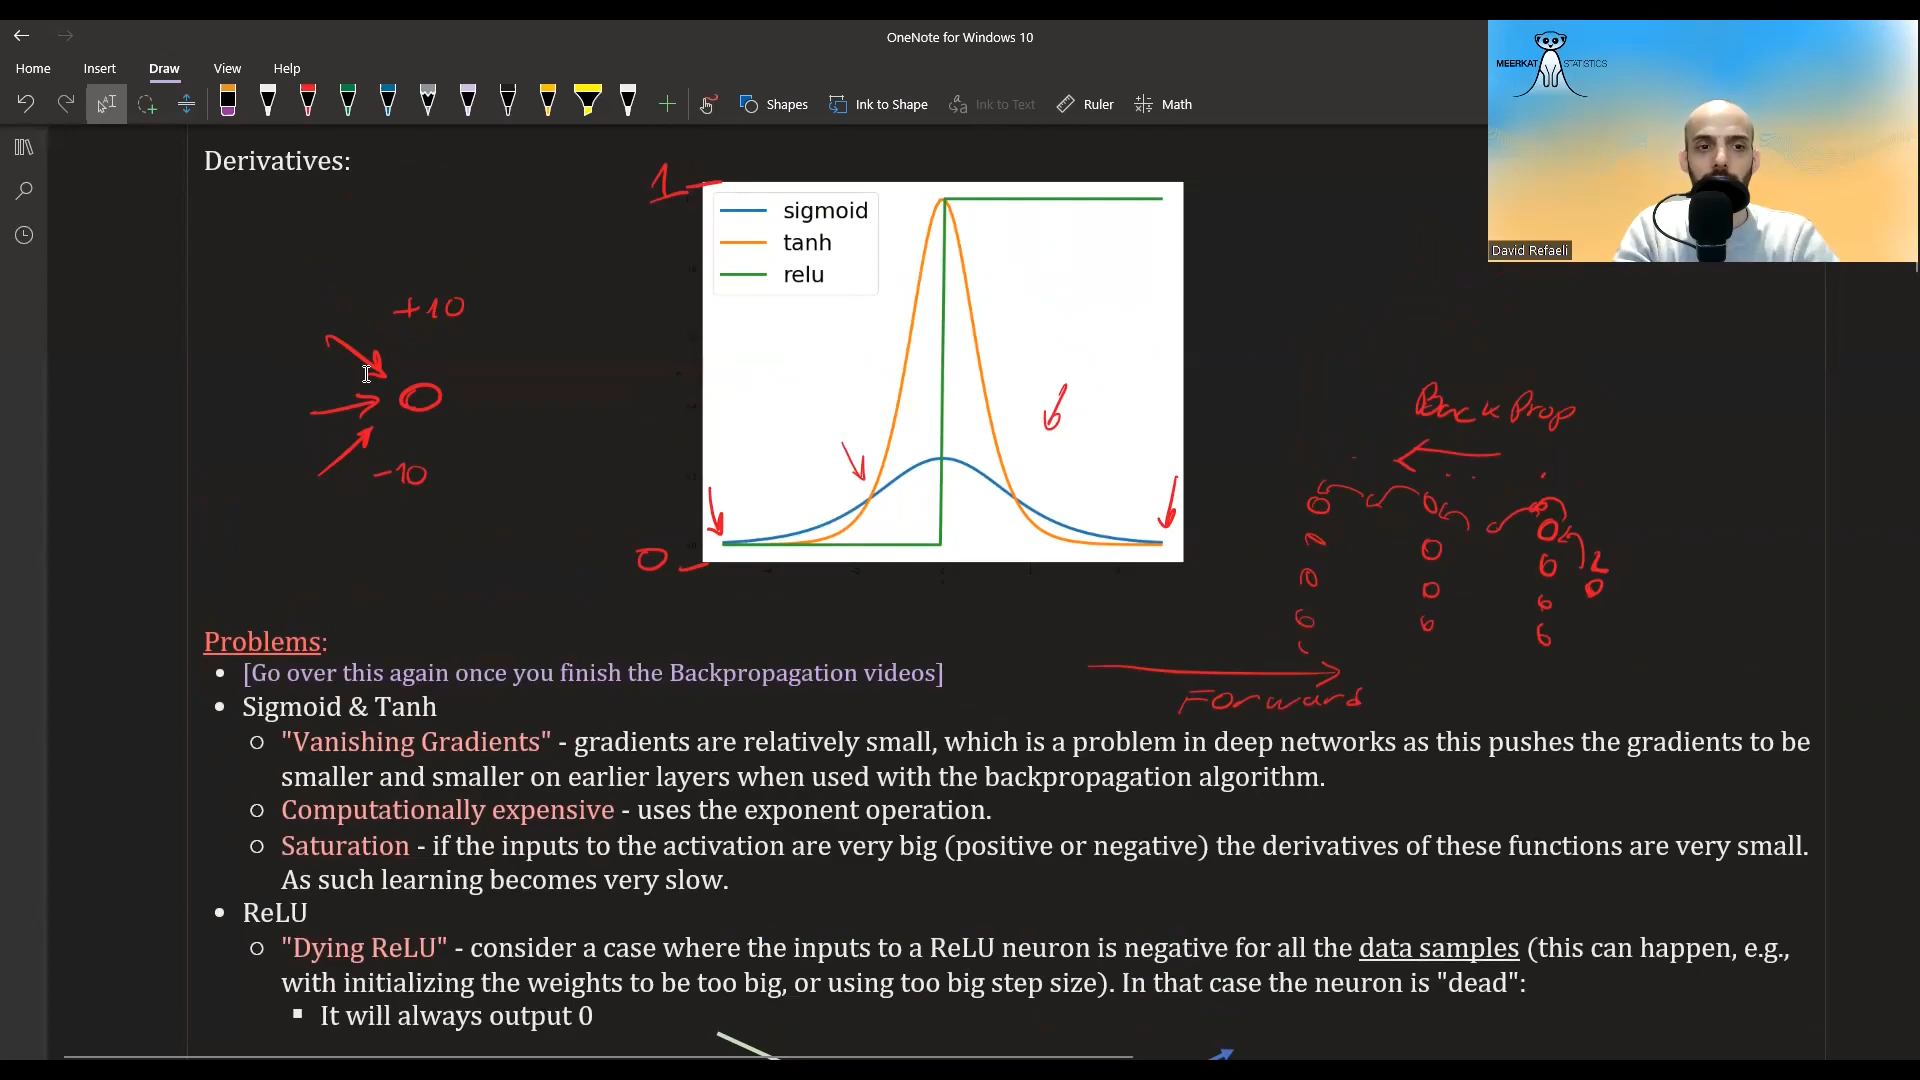 OneNote for Windows 10
Home Insert Draw View Help
Shapes Ink to Shape Ink to Text Ruler Math
MEERKAT STATISTICS
David Refaeli
Derivatives:
1
sigmoid
tanh
relu
0
+10
-10
BackProp
Forward
Problems:
• [Go over this again once you finish the Backpropagation videos]
• Sigmoid & Tanh
○ "Vanishing Gradients" - gradients are relatively small, which is a problem in deep networks as this pushes the gradients to be
smaller and smaller on earlier layers when used with the backpropagation algorithm.
○ Computationally expensive - uses the exponent operation.
○ Saturation - if the inputs to the activation are very big (positive or negative) the derivatives of these functions are very small.
As such learning becomes very slow.
• ReLU
○ "Dying ReLU" - consider a case where the inputs to a ReLU neuron is negative for all the data samples (this can happen, e.g.,
with initializing the weights to be too big, or using too big step size). In that case the neuron is "dead":
▪ It will always output 0